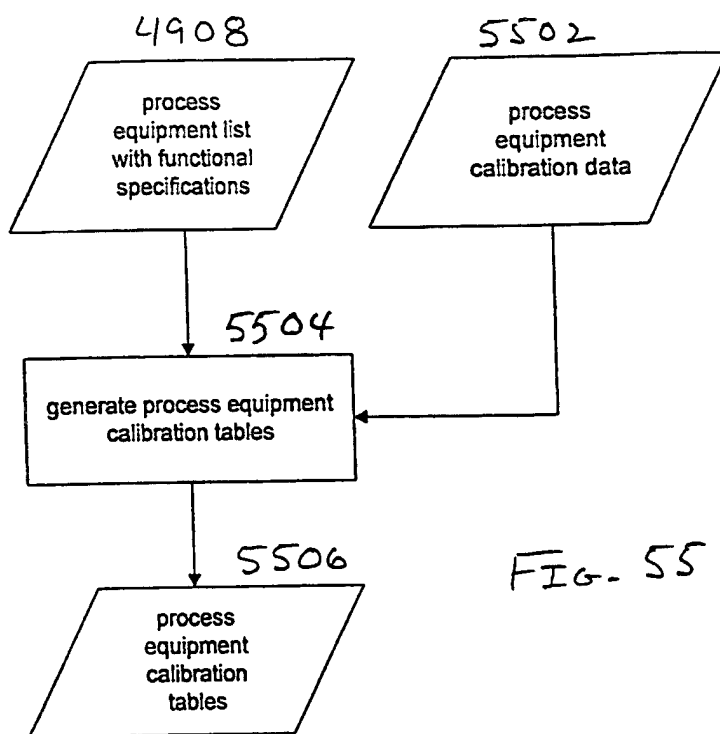 4908
5502
process
equipment list
with functional
specifications
process
equipment
calibration data
5504
generate process equipment
calibration tables
5506
process
equipment
calibration
tables
FIG. 55